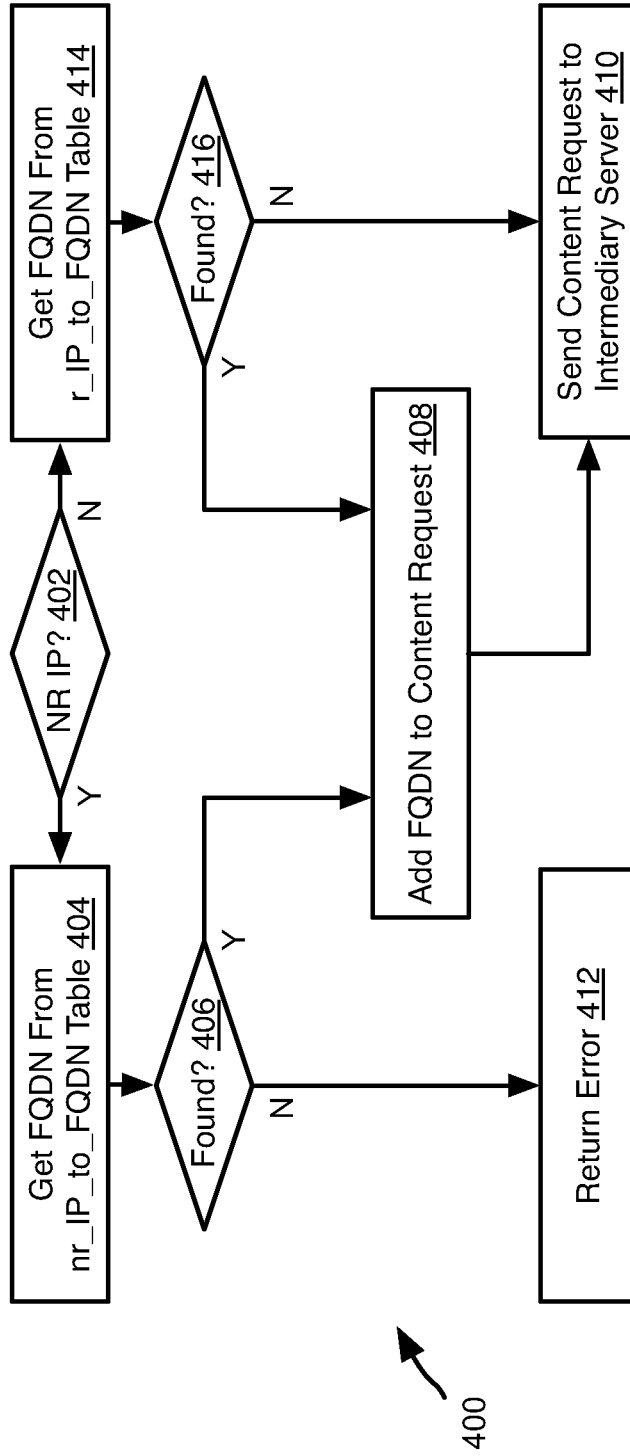 NR IP? 402
Y
N
Get FQDN From
nr_IP_to_FQDN Table 404
Get FQDN From
r_IP_to_FQDN Table 414
Found? 406
Y
N
Found? 416
Y
N
Add FQDN to Content Request 408
Return Error 412
Send Content Request to
Intermediary Server 410
400